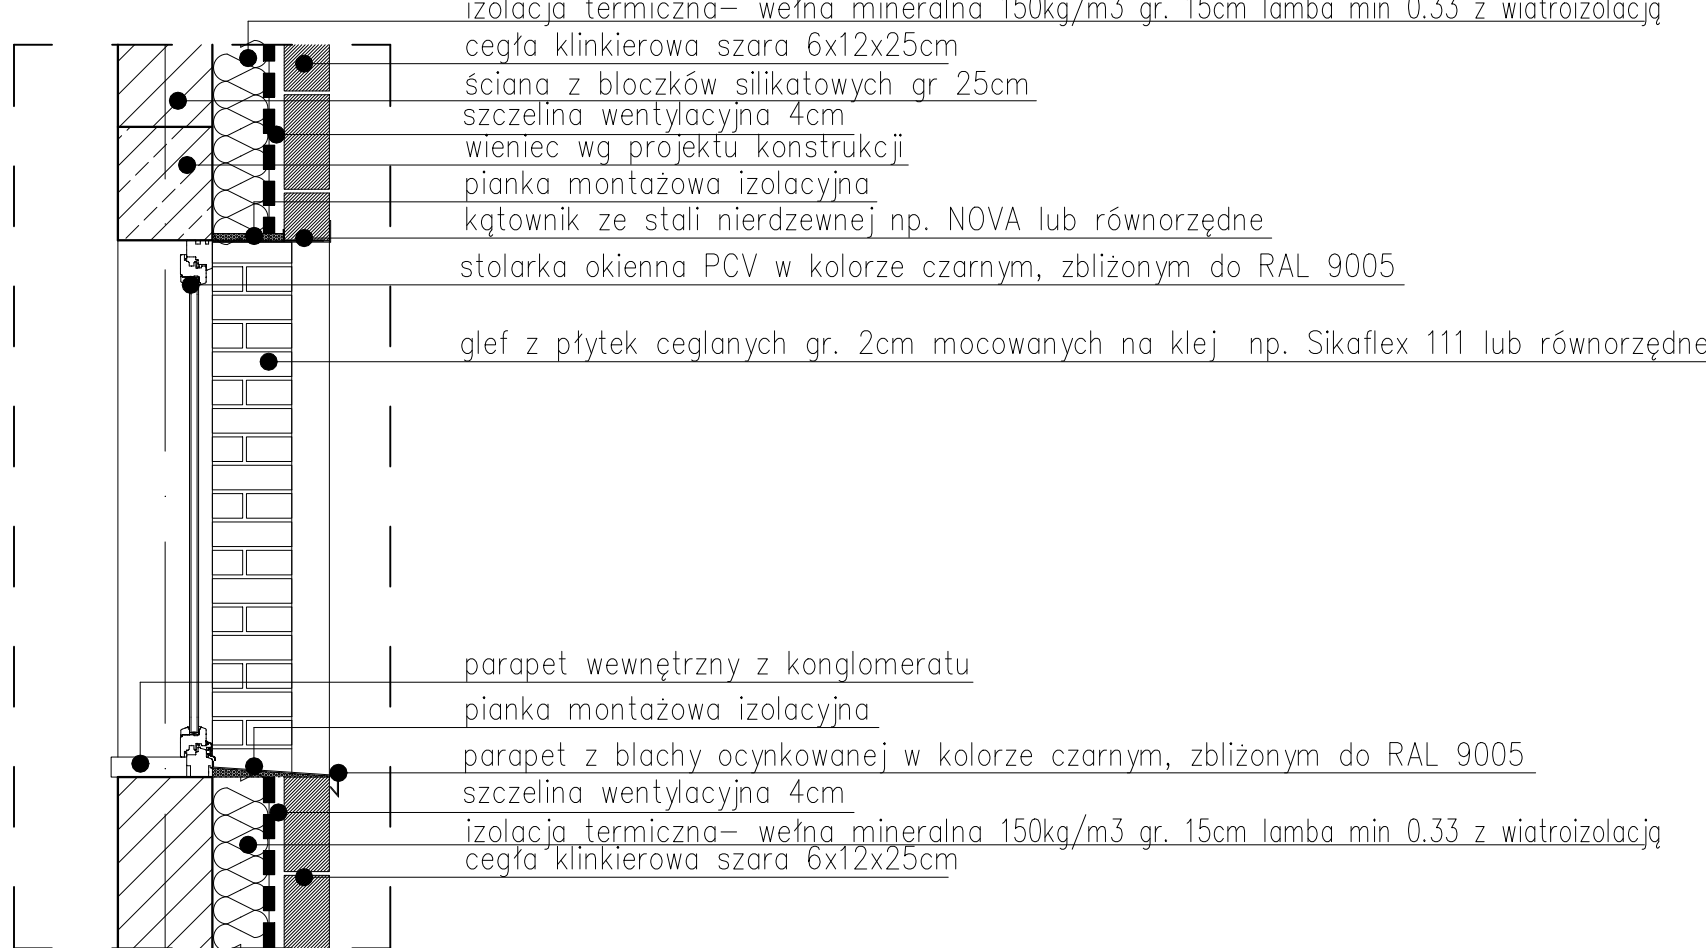 izolacja termiczna– wełna mineralna 150kg/m3 gr. 15cm lamba min 0.33 z wiatroizolacją
cegła klinkierowa szara 6x12x25cm
ściana z bloczków silikatowych gr 25cm
szczelina wentylacyjna 4cm
wieniec wg projektu konstrukcji
pianka montażowa izolacyjna
kątownik ze stali nierdzewnej np. NOVA lub równorzędne
stolarka okienna PCV w kolorze czarnym, zbliżonym do RAL 9005
glef z płytek ceglanych gr. 2cm mocowanych na klej np. Sikaflex 111 lub równorzędne
parapet wewnętrzny z konglomeratu
pianka montażowa izolacyjna
parapet z blachy ocynkowanej w kolorze czarnym, zbliżonym do RAL 9005
szczelina wentylacyjna 4cm
izolacja termiczna– wełna mineralna 150kg/m3 gr. 15cm lamba min 0.33 z wiatroizolacją
cegła klinkierowa szara 6x12x25cm